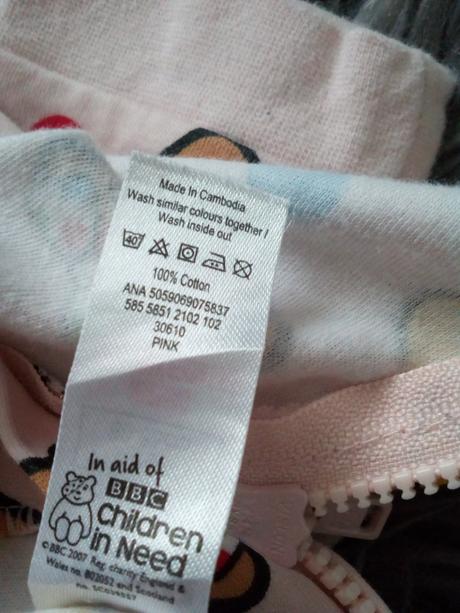 Made in Cambodia
Wash similar colours together /
Wash inside out
40
100% Cotton
ANA 5059069075837
585 5851 2102 102
30610
PINK
In aid of
BBC
Children
in Need
©BBC 2007 Reg. charity England &
Wales no. 802052 and Scotland
no. SC039557